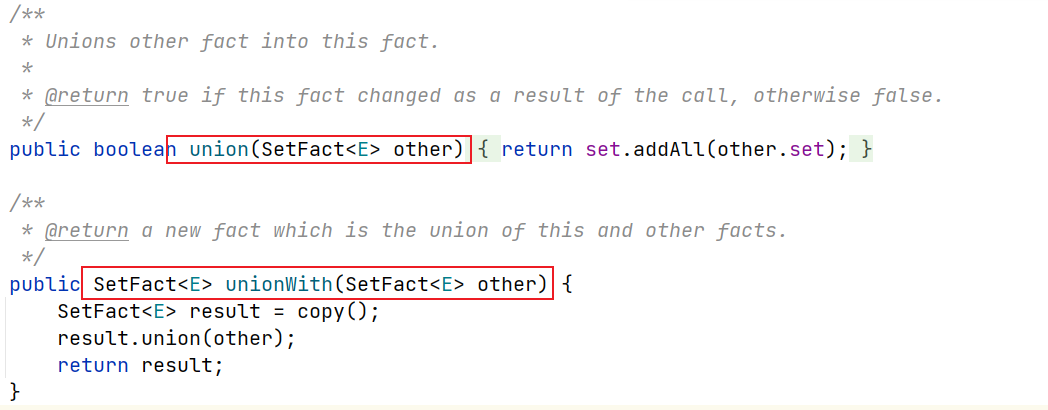 /**
 * Unions other fact into this fact.
 *
 * @return true if this fact changed as a result of the call, otherwise false.
 */
public boolean union(SetFact<E> other) { return set.addAll(other.set); }
/**
 * @return a new fact which is the union of this and other facts.
 */
public SetFact<E> unionWith(SetFact<E> other) {
    SetFact<E> result = copy();
    result.union(other);
    return result;
}